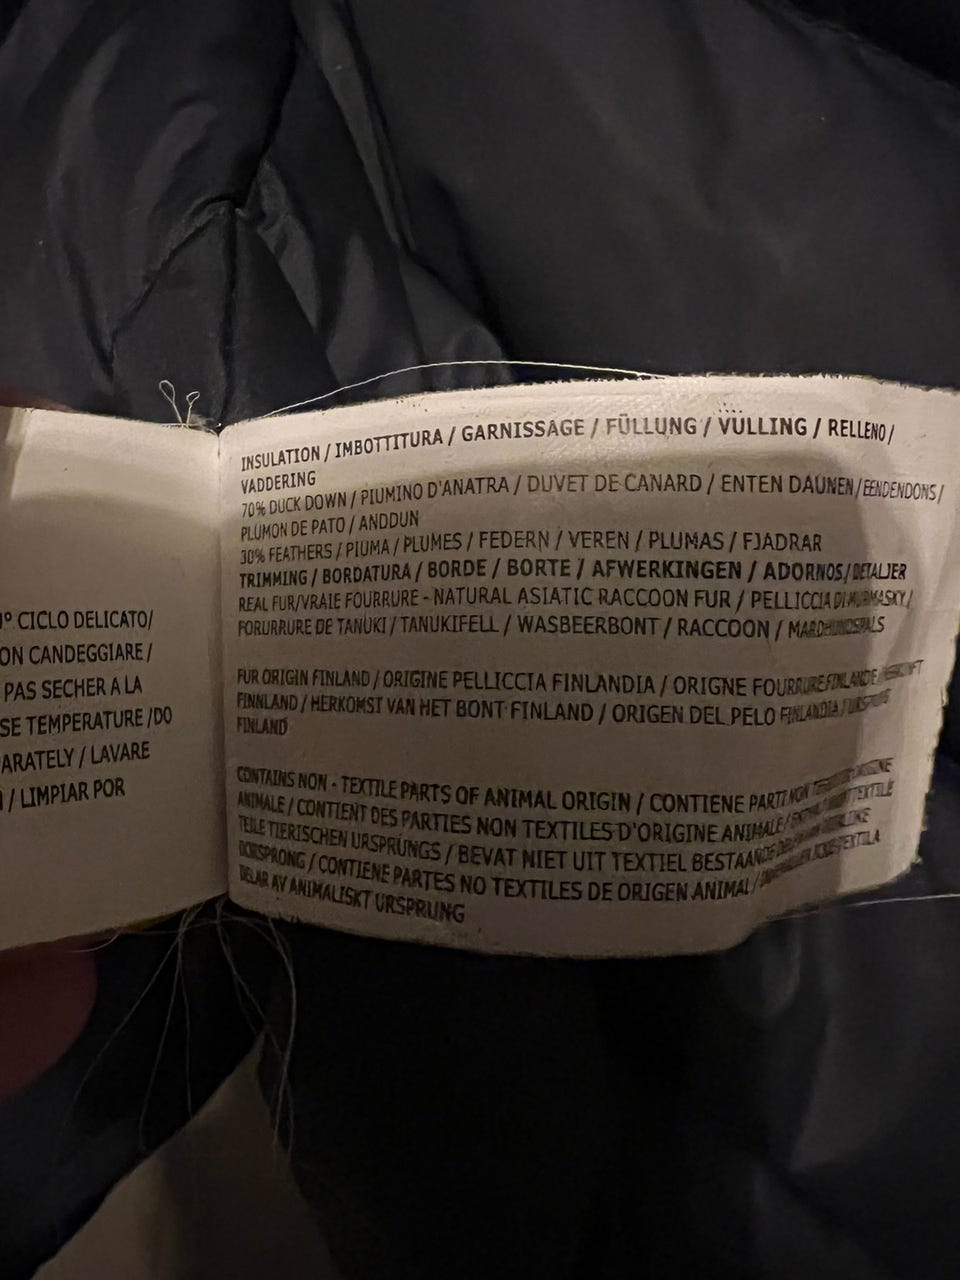 ° CICLO DELICATO/
ON CANDEGGIARE /
PAS SECHER A LA
SE TEMPERATURE /DO
ARATELY / LAVARE
/ LIMPIAR POR
INSULATION / IMBOTTITURA / GARNISSAGE / FÜLLUNG / VULLING / RELLENO /
VADDERING
70% DUCK DOWN / PIUMINO D'ANATRA / DUVET DE CANARD / ENTEN DAUNEN / EENDENDONS /
PLUMON DE PATO / ANDDUN
30% FEATHERS / PIUMA / PLUMES / FEDERN / VEREN / PLUMAS / FJADRAR
TRIMMING / BORDATURA / BORDE / BORTE / AFWERKINGEN / ADORNOS / DETALJER
REAL FUR/VRAIE FOURRURE - NATURAL ASIATIC RACCOON FUR / PELLICCIA DI MURMASKY /
FORURRURE DE TANUKI / TANUKIFELL / WASBEERBONT / RACCOON / MARDHUNDSPALS
FUR ORIGIN FINLAND / ORIGINE PELLICCIA FINLANDIA / ORIGNE FOURRURE FINLANDE /
FINNLAND / HERKOMST VAN HET BONT FINLAND / ORIGEN DEL PELO FINLANDIA / URSPRUNG
FINLAND
CONTAINS NON - TEXTILE PARTS OF ANIMAL ORIGIN / CONTIENE PARTI NON ORIGINE
ANIMALE / CONTIENT DES PARTIES NON TEXTILES D'ORIGINE ANIMALE /
TEILE TIERISCHEN URSPRÜNGS / BEVAT NIET UIT TEXTIEL BESTAANDE
OORSPRONG / CONTIENE PARTES NO TEXTILES DE ORIGEN ANIMAL /
DELAR AV ANIMALISKT URSPRUNG